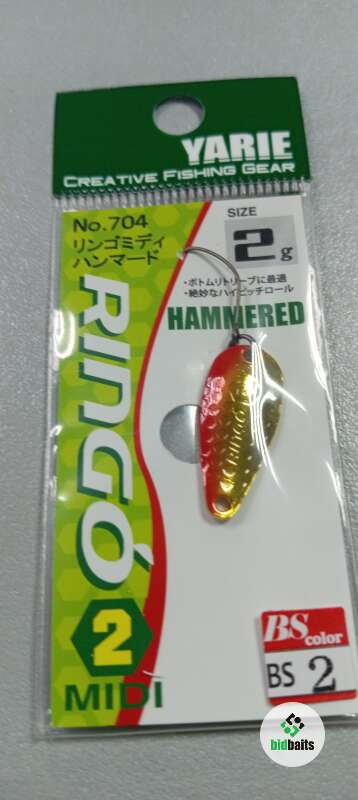 YARIE
CREATIVE FISHING GEAR
No.704
リンゴミディ
ハンマード
SIZE
2g
・ボトムリトリーブに最適
・絶妙なハイピッチロール
HAMMERED
RINGO
RINGO
2
MIDI
BS color
BS 2
bidbaits